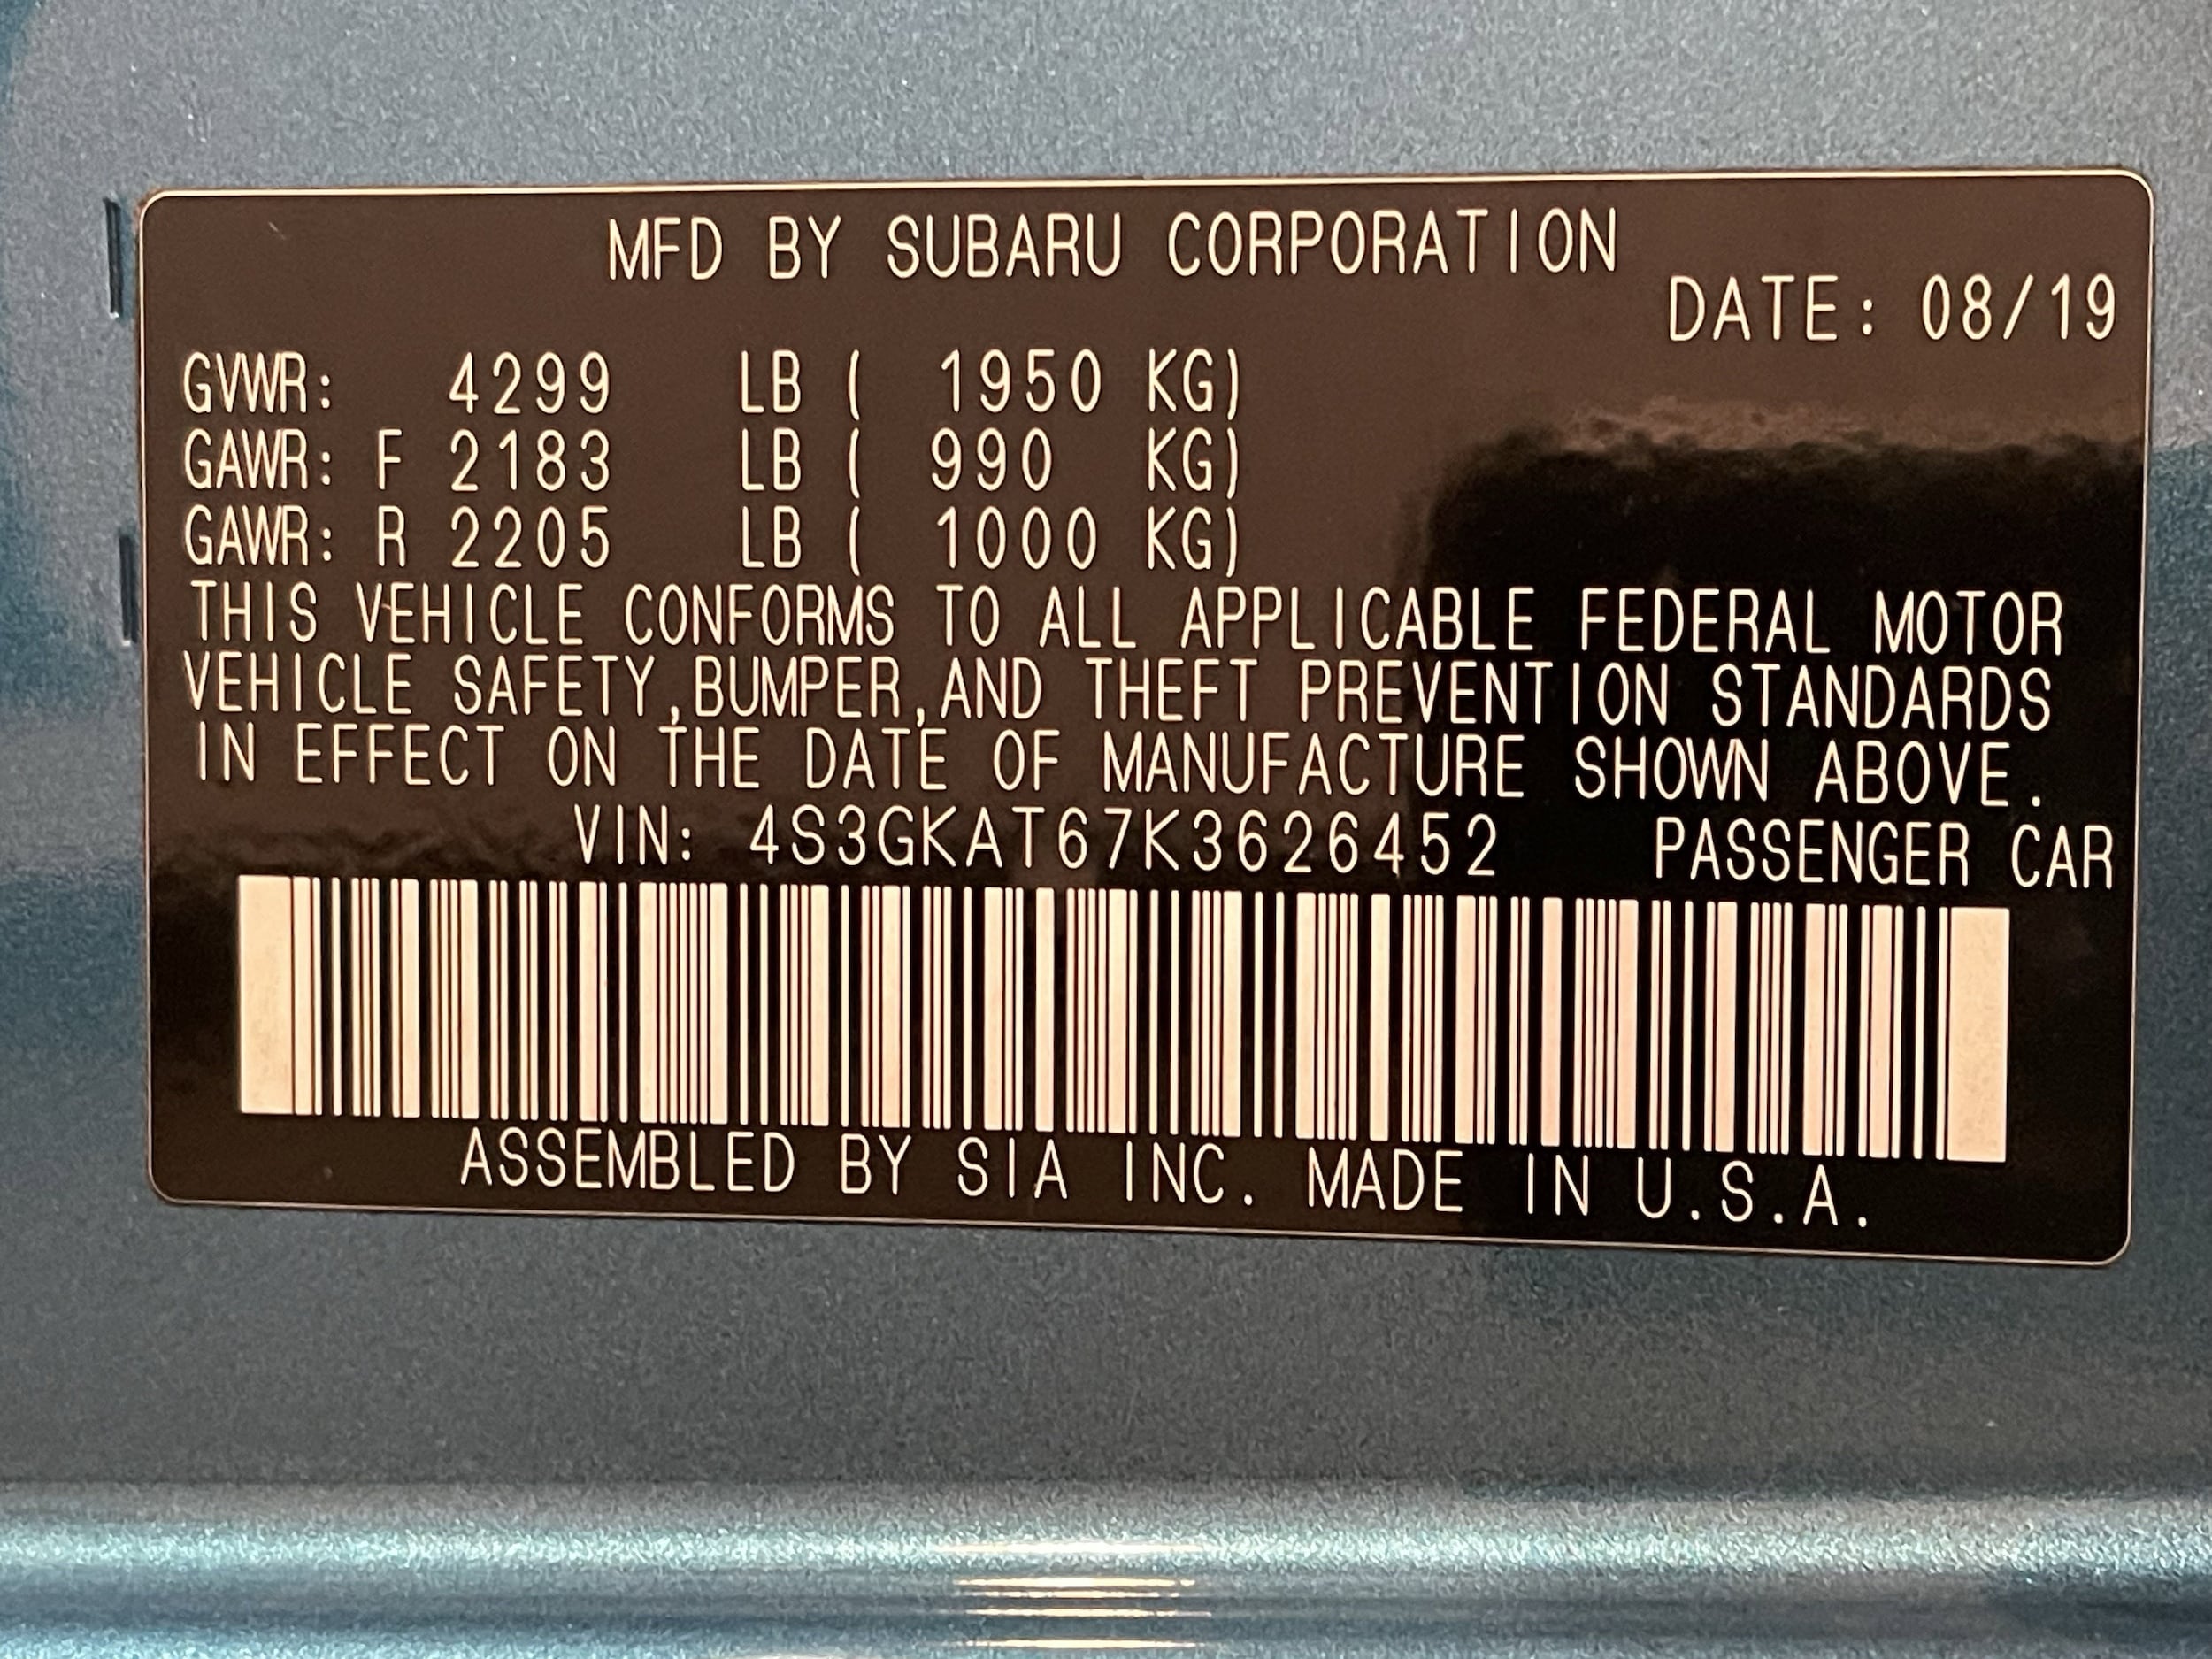 MFD BY SUBARU CORPORATION
DATE: 08/19
GVWR: 4299 LB ( 1950 KG)
GAWR: F 2183 LB ( 990 KG)
GAWR: R 2205 LB ( 1000 KG)
THIS VEHICLE CONFORMS TO ALL APPLICABLE FEDERAL MOTOR
VEHICLE SAFETY,BUMPER,AND THEFT PREVENTION STANDARDS
IN EFFECT ON THE DATE OF MANUFACTURE SHOWN ABOVE.
VIN: 4S3GKAT67K3626452 PASSENGER CAR
ASSEMBLED BY SIA INC. MADE IN U.S.A.